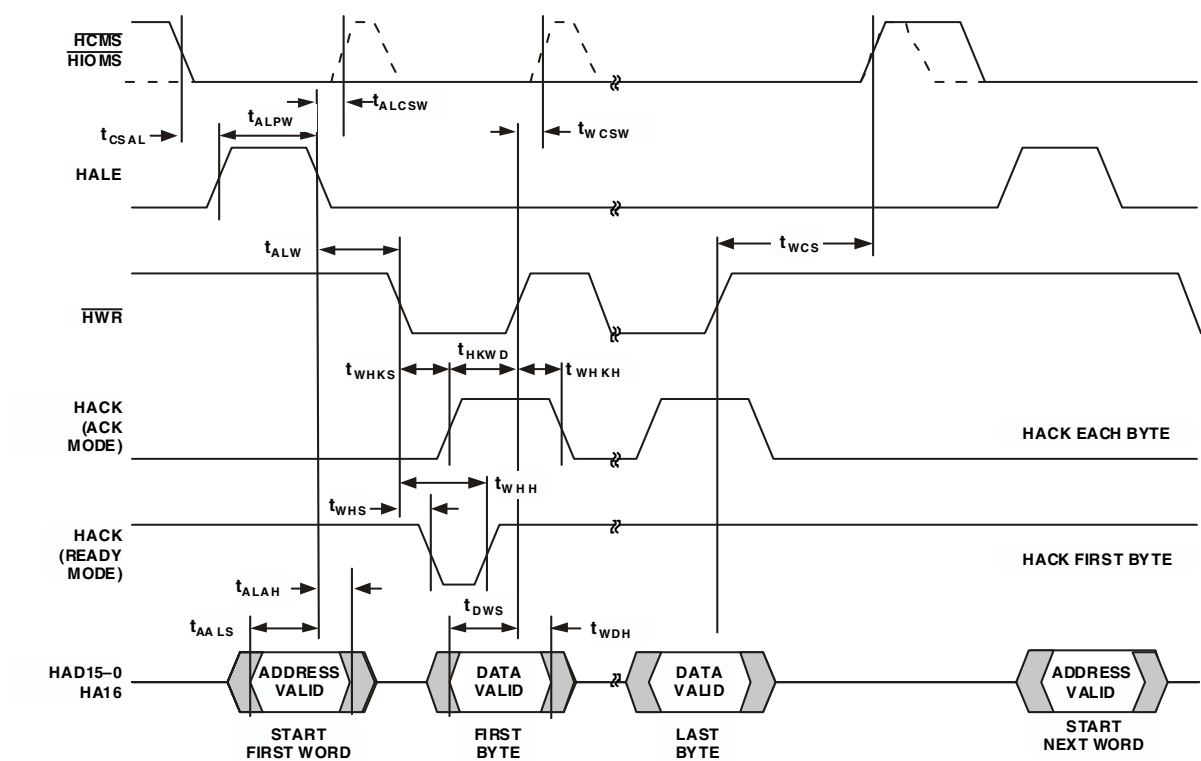 HCMS
HIOMS
tALCSW
tALPW
tCSAL
tWCSW
HALE
tALW
tWCS
HWR
tHKWD
tWHKS
tWHKH
HACK
(ACK
MODE)
HACK EACH BYTE
tWHH
tWHS
HACK
(READY
MODE)
HACK FIRST BYTE
tALAH
tDWS
tAALS
tWDH
HAD15–0
HA16
ADDRESS
VALID
DATA
VALID
DATA
VALID
ADDRESS
VALID
START
FIRST WORD
FIRST
BYTE
LAST
BYTE
START
NEXT WORD